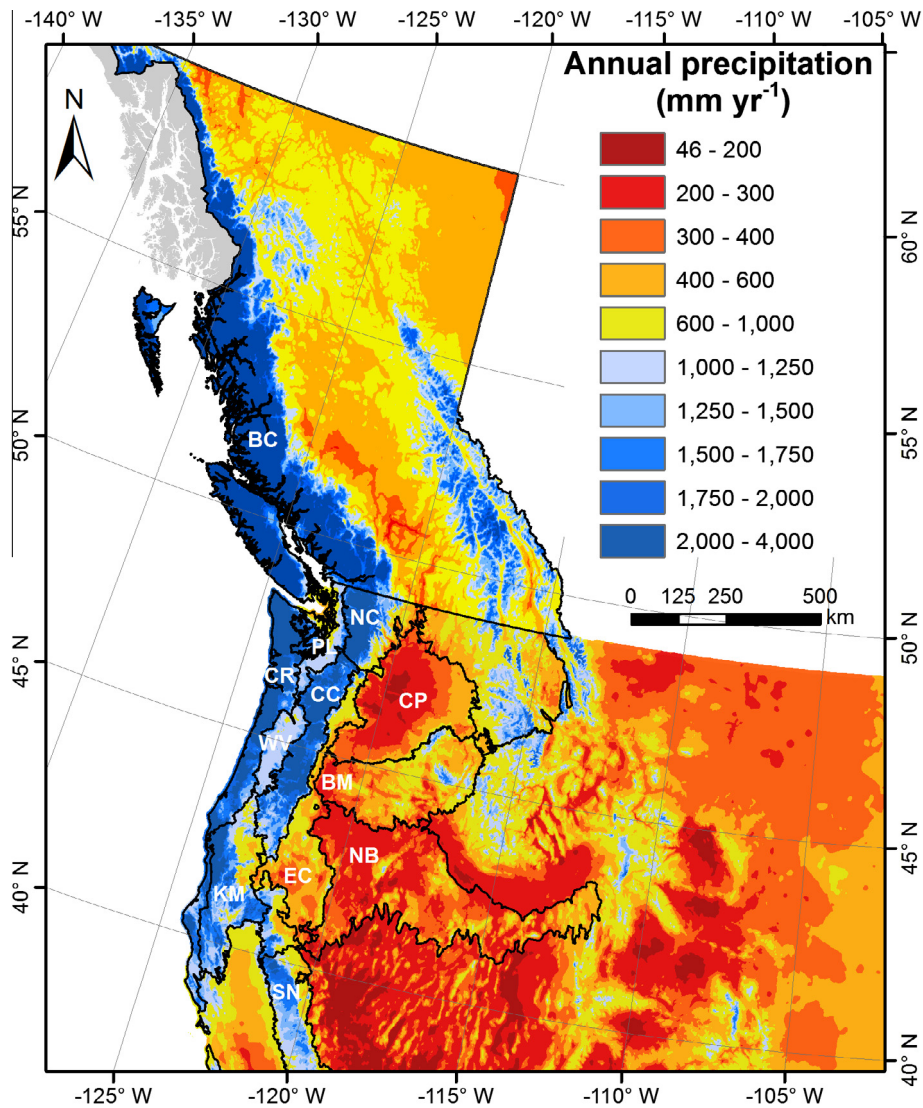 -140° W -135° W -130° W -125° W -120° W -115° W -110° W -105° W
Annual precipitation
(mm yr-1)
N
46 - 200
200 - 300
300 - 400
400 - 600
600 - 1,000
1,000 - 1,250
1,250 - 1,500
1,500 - 1,750
1,750 - 2,000
2,000 - 4,000
0 125 250 500
km
55° N
50° N
45° N
40° N
60° N
55° N
50° N
45° N
40° N
BC
NC
PL
CR
CC
CP
WV
BM
NB
EC
KM
SN
-125° W -120° W -115° W -110° W -105° W